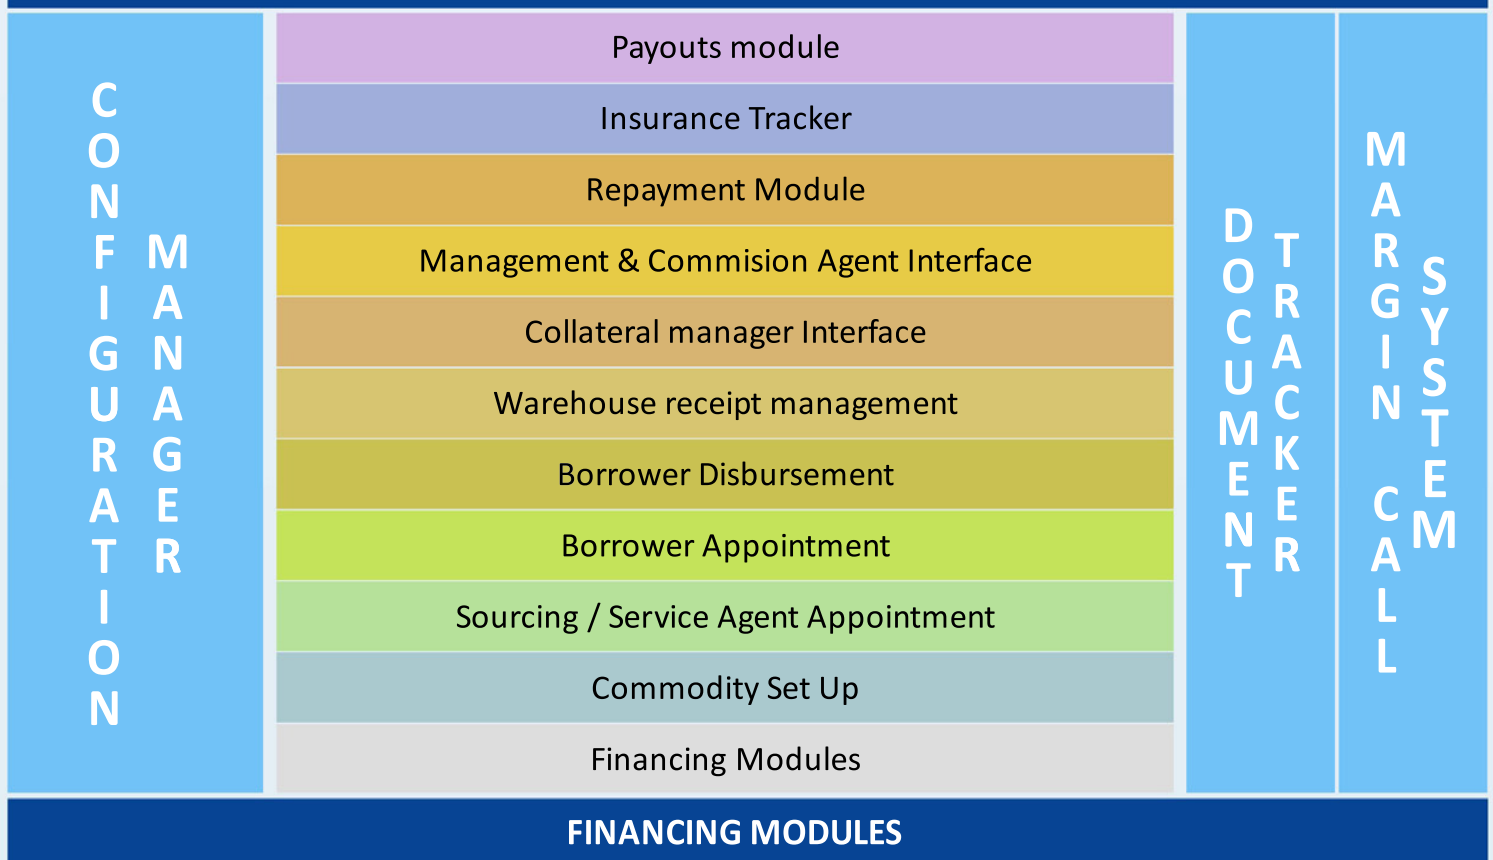 CONFIGURATION
MANAGER
Payouts module
Insurance Tracker
Repayment Module
Management & Commision Agent Interface
Collateral manager Interface
Warehouse receipt management
Borrower Disbursement
Borrower Appointment
Sourcing / Service Agent Appointment
Commodity Set Up
Financing Modules
DOCUMENT
TRACKER
MARGIN CALL
SYSTEM
FINANCING MODULES